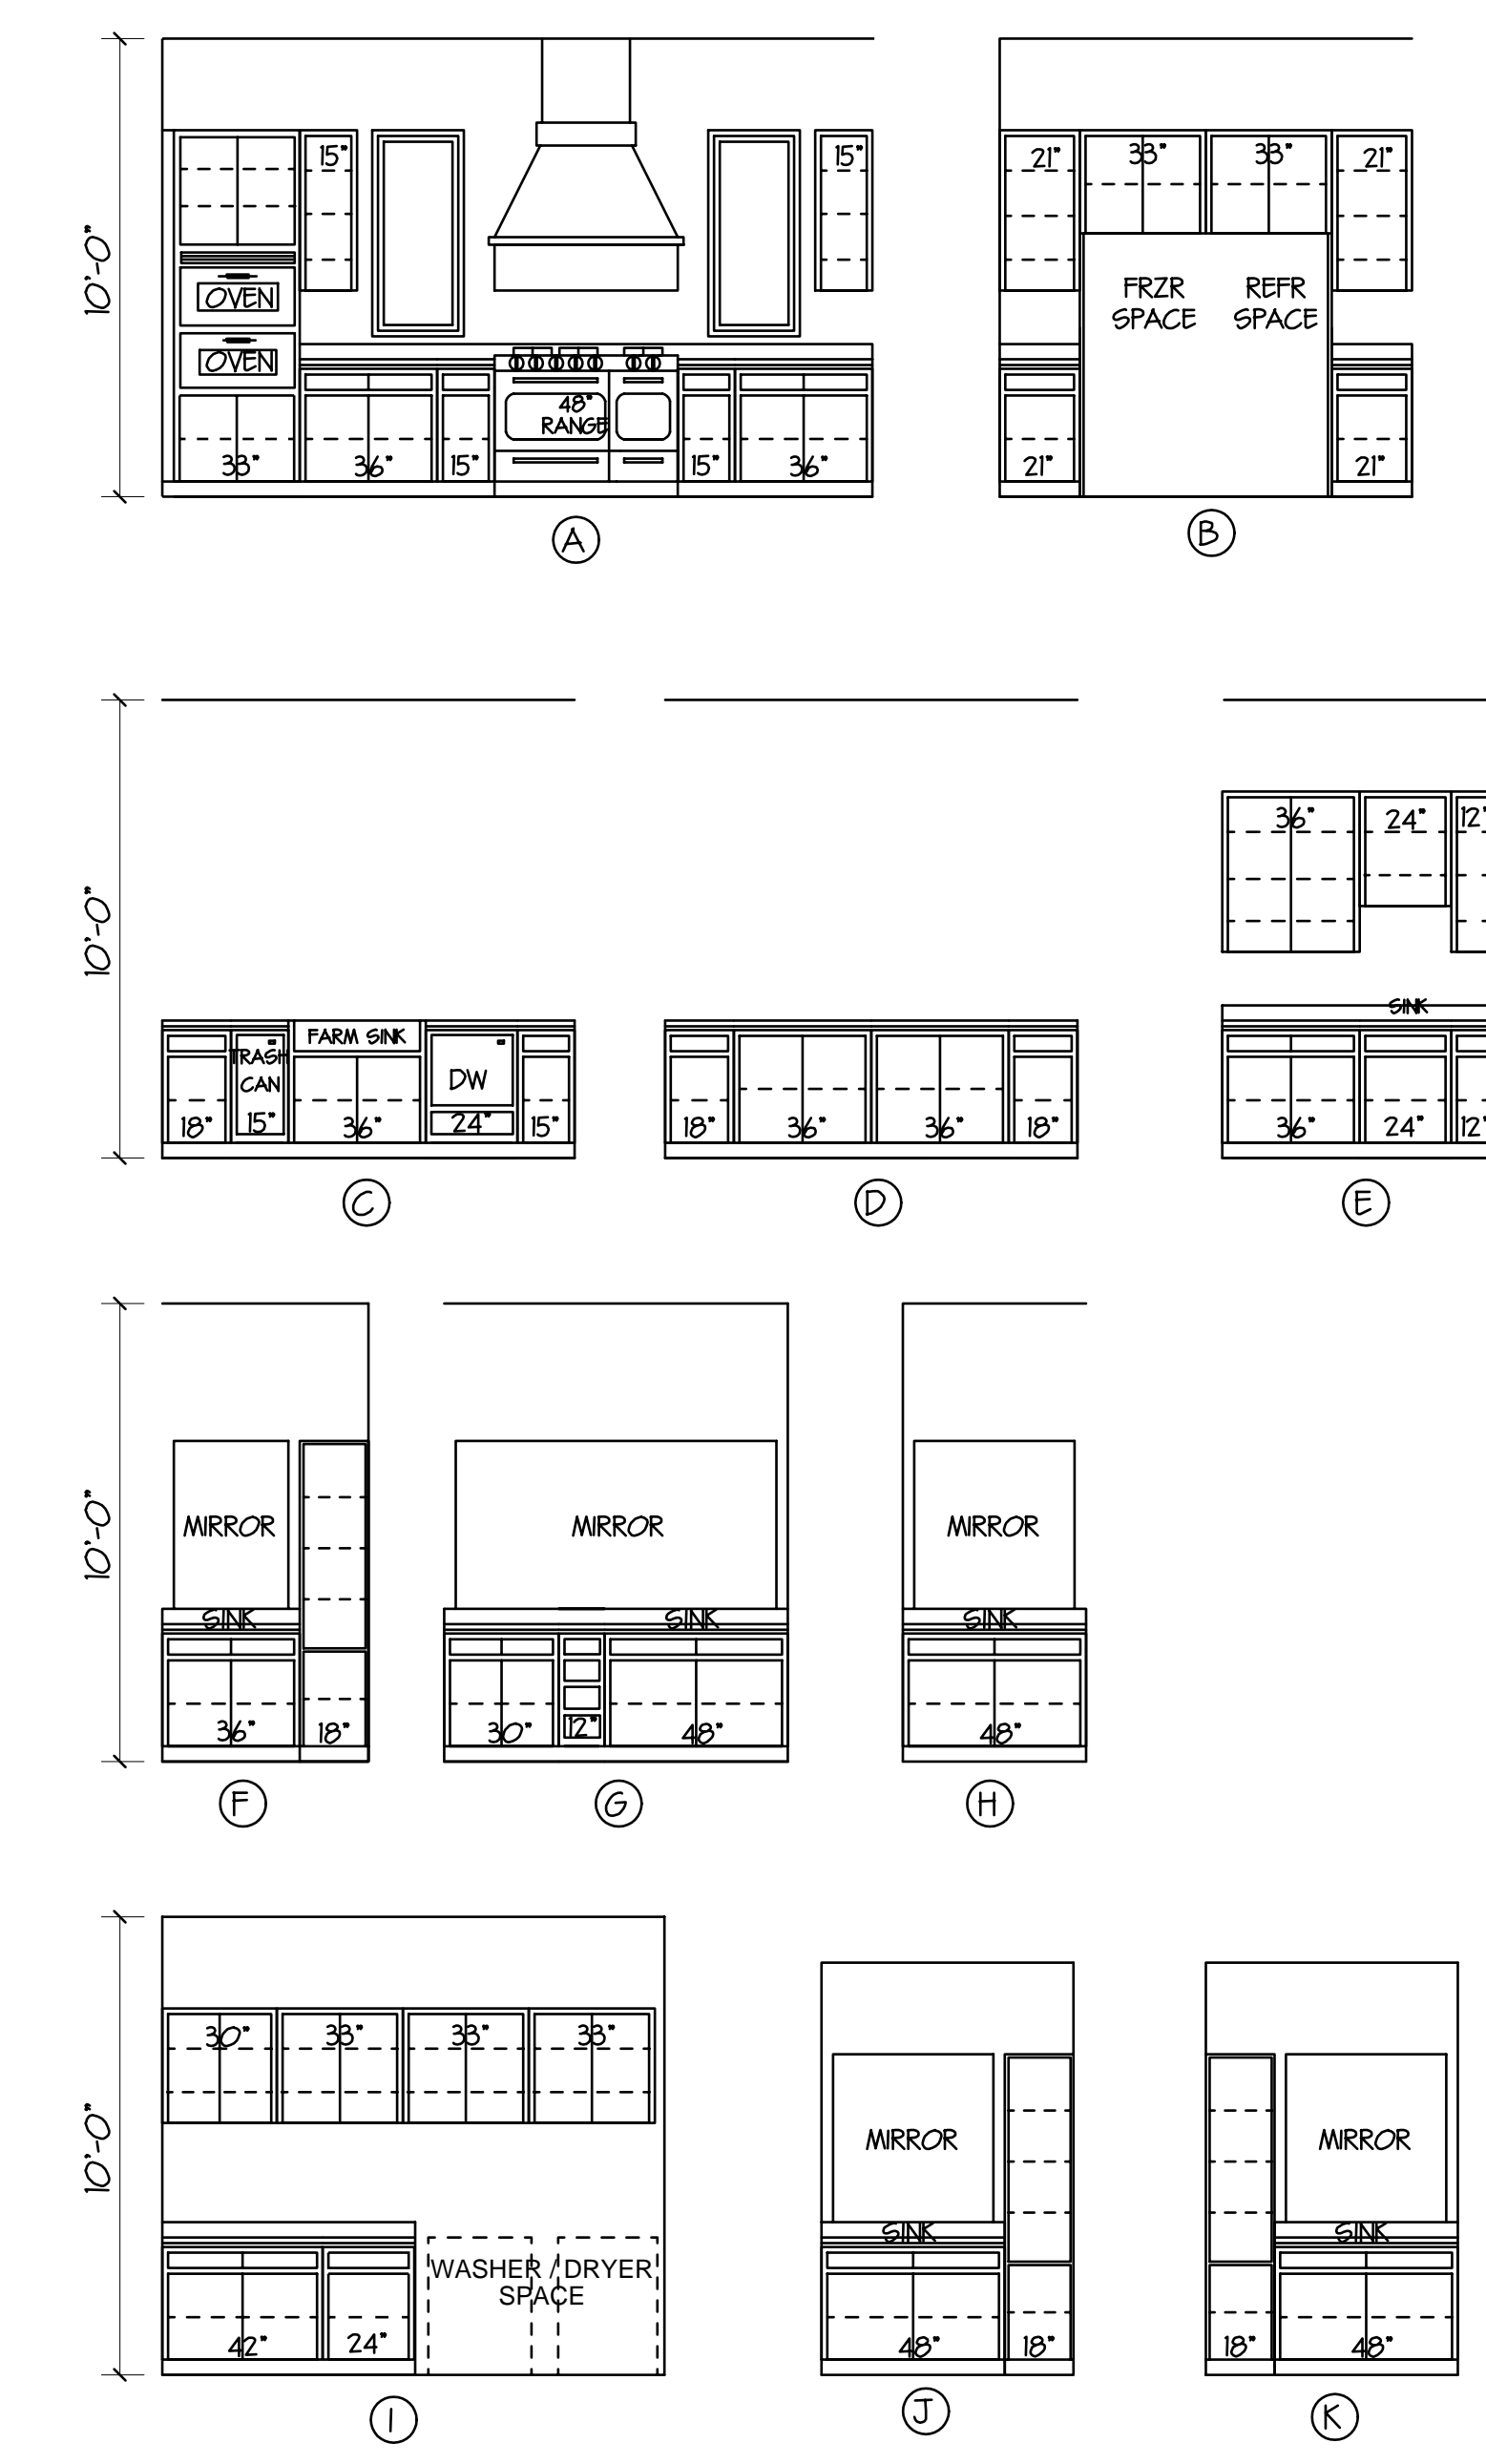 10'-0"
15"
15"
OVEN
OVEN
48"
RANGE
33"
36"
15"
15"
36"
A
21"
33"
33"
21"
FRZR
SPACE
REFR
SPACE
21"
21"
B
10'-0"
FARM SINK
TRASH
CAN
DW
18"
15"
36"
24"
15"
C
18"
36"
36"
18"
D
36"
24"
12"
SINK
36"
24"
12"
E
10'-0"
MIRROR
SINK
36"
18"
F
MIRROR
SINK
30"
12"
48"
G
MIRROR
SINK
48"
H
10'-0"
30"
33"
33"
33"
WASHER / DRYER
SPACE
42"
24"
I
MIRROR
SINK
48"
18"
J
MIRROR
SINK
18"
48"
K